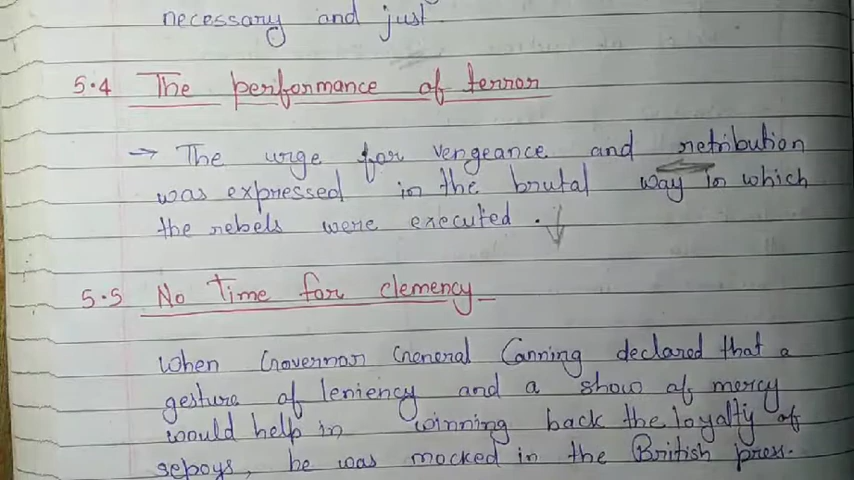 necessary and just
5.4 The performance of terror
→ The urge for vengeance and retribution
was expressed in the brutal way in which
the rebels were executed.
5.5 No Time for clemency
When Governor General Canning declared that a
gesture of leniency and a show of mercy
would help in winning back the loyalty of
sepoys, he was mocked in the British press.